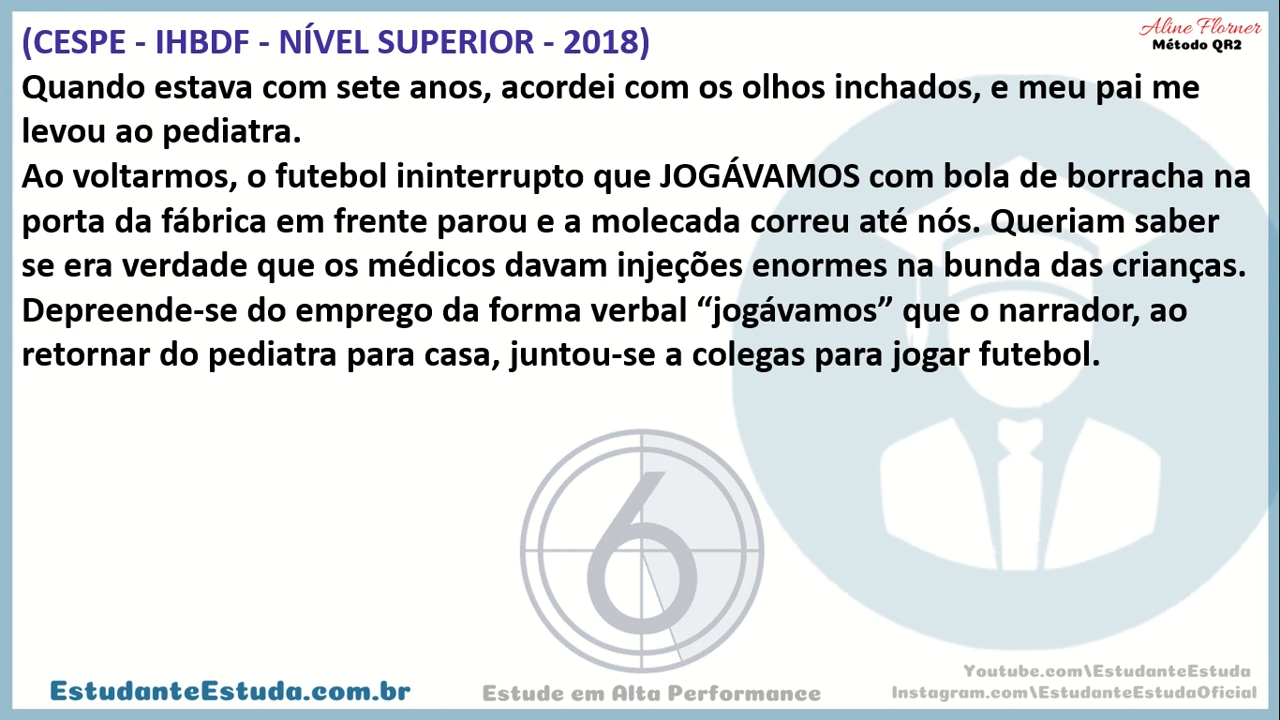 (CESPE - IHBDF - NÍVEL SUPERIOR - 2018)
Aline Florner
Método QR2
Quando estava com sete anos, acordei com os olhos inchados, e meu pai me
levou ao pediatra.
Ao voltarmos, o futebol ininterrupto que JOGÁVAMOS com bola de borracha na
porta da fábrica em frente parou e a molecada correu até nós. Queriam saber
se era verdade que os médicos davam injeções enormes na bunda das crianças.
Depreende-se do emprego da forma verbal “jogávamos” que o narrador, ao
retornar do pediatra para casa, juntou-se a colegas para jogar futebol.
6
EstudanteEstuda.com.br
Estude em Alta Performance
Youtube.com\EstudanteEstuda
Instagram.com\EstudanteEstudaOficial